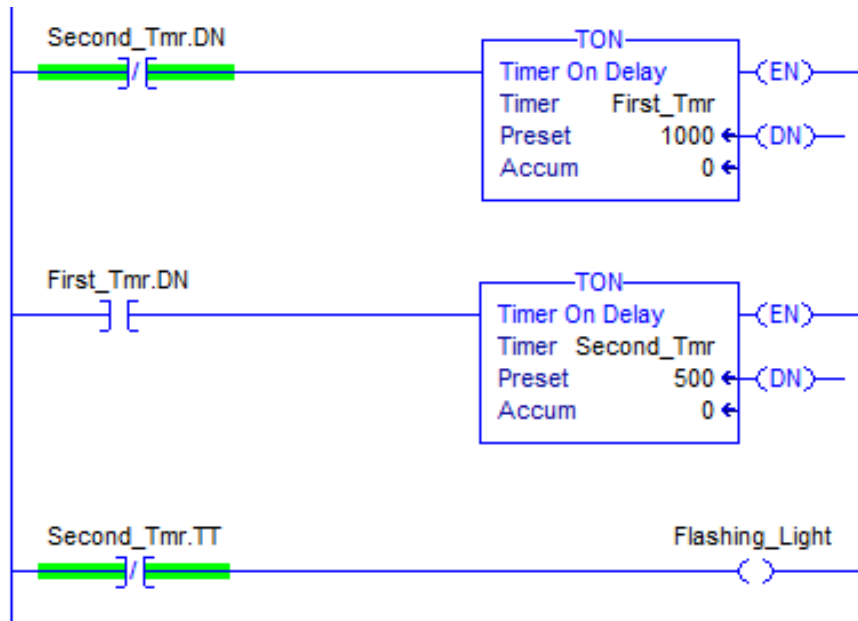 Second_Tmr.DN
TON
Timer On Delay
Timer First_Tmr
Preset 1000
Accum 0
(EN)
(DN)
First_Tmr.DN
TON
Timer On Delay
Timer Second_Tmr
Preset 500
Accum 0
(EN)
(DN)
Second_Tmr.TT
Flashing_Light